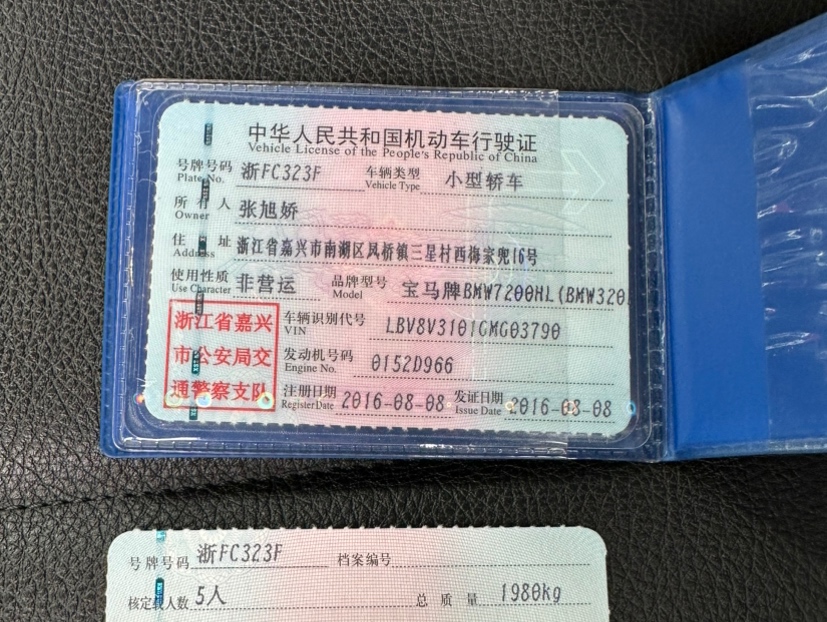 中华人民共和国机动车行驶证
Vehicle License of the People's Republic of China
号牌号码 浙FC323F 车辆类型 小型轿车
Plate No. Vehicle Type
所有人 张旭娇
Owner
住址 浙江省嘉兴市南湖区凤桥镇三星村西梅家兜16号
Address
使用性质 非营运 品牌型号 宝马牌BMW7200HL(BMW320
Use Character Model
浙江省嘉兴
市公安局交
通警察支队
车辆识别代号 LBV8V3101GMG03790
VIN
发动机号码 0152D966
Engine No.
注册日期 2016-08-08 发证日期 2016-08-08
Register Date Issue Date
号牌号码 浙FC323F 档案编号
核定载人数 5人 总质量 1980kg